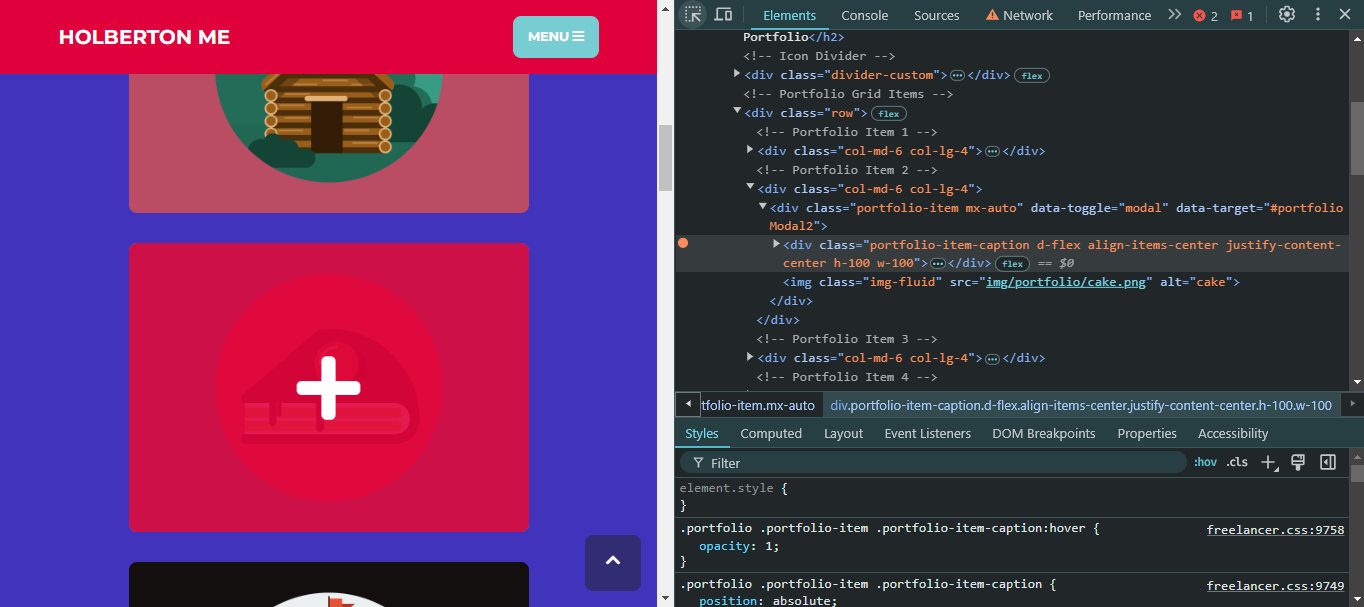 HOLBERTON ME
MENU
Elements Console Sources Network Performance 2 1
Portfolio</h2>
<!-- Icon Divider -->
<div class="divider-custom"> </div> flex
<!-- Portfolio Grid Items -->
<div class="row"> flex
<!-- Portfolio Item 1 -->
<div class="col-md-6 col-lg-4"> </div>
<!-- Portfolio Item 2 -->
<div class="col-md-6 col-lg-4">
<div class="portfolio-item mx-auto" data-toggle="modal" data-target="#portfolio
Modal2">
<div class="portfolio-item-caption d-flex align-items-center justify-content-
center h-100 w-100"> </div> flex == $0
<img class="img-fluid" src="img/portfolio/cake.png" alt="cake">
</div>
</div>
<!-- Portfolio Item 3 -->
<div class="col-md-6 col-lg-4"> </div>
<!-- Portfolio Item 4 -->
tfolio-item.mx-auto div.portfolio-item-caption.d-flex.align-items-center.justify-content-center.h-100.w-100
Styles Computed Layout Event Listeners DOM Breakpoints Properties Accessibility
Filter :hov .cls
element.style {
}
.portfolio .portfolio-item .portfolio-item-caption:hover { freelancer.css:9758
opacity: 1;
}
.portfolio .portfolio-item .portfolio-item-caption { freelancer.css:9749
position: absolute;